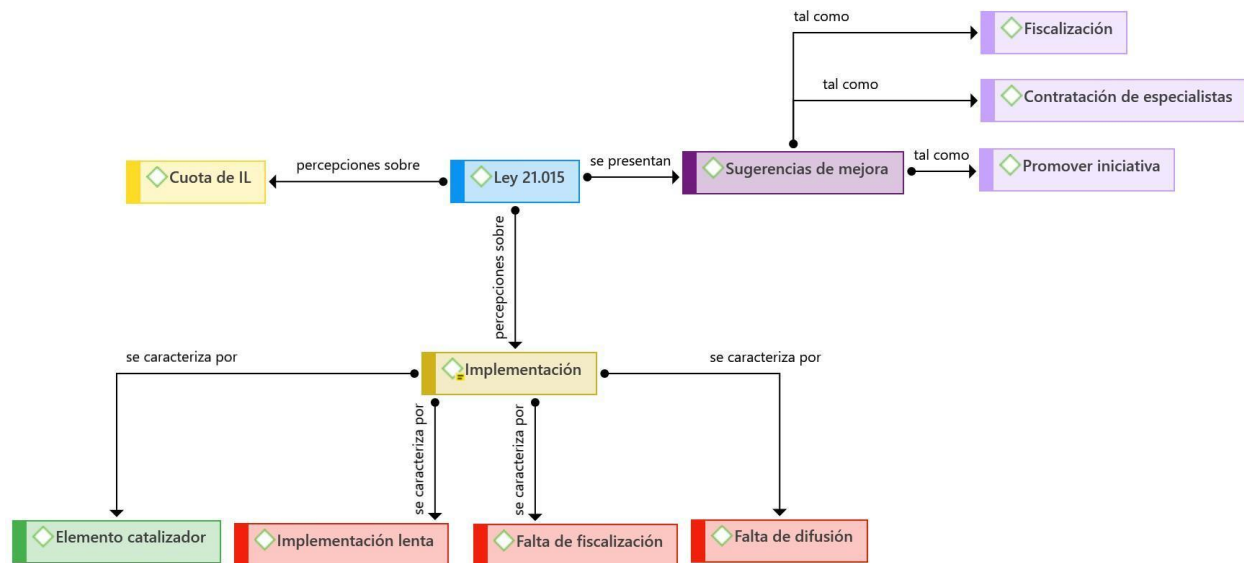 tal como
Fiscalización
tal como
Contratación de especialistas
percepciones sobre
Cuota de IL
Ley 21.015
se presentan
Sugerencias de mejora
tal como
Promover iniciativa
percepciones sobre
se caracteriza por
Implementación
se caracteriza por
se caracteriza por
se caracteriza por
Elemento catalizador
Implementación lenta
Falta de fiscalización
Falta de difusión